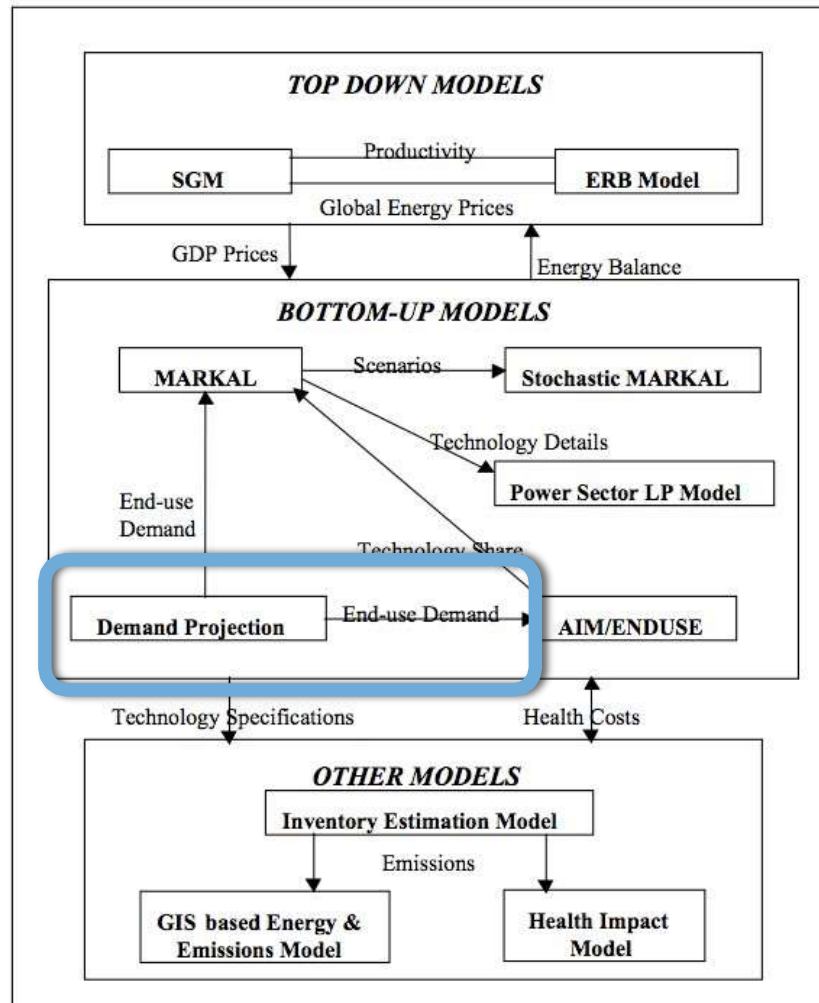 TOP DOWN MODELS
Productivity
SGM
ERB Model
Global Energy Prices
GDP Prices
Energy Balance
BOTTOM-UP MODELS
MARKAL
Scenarios
Stochastic MARKAL
Technology Details
Power Sector LP Model
End-use
Demand
Technology Share
Demand Projection
End-use Demand
AIM/ENDUSE
Technology Specifications
Health Costs
OTHER MODELS
Inventory Estimation Model
Emissions
GIS based Energy &
Emissions Model
Health Impact
Model